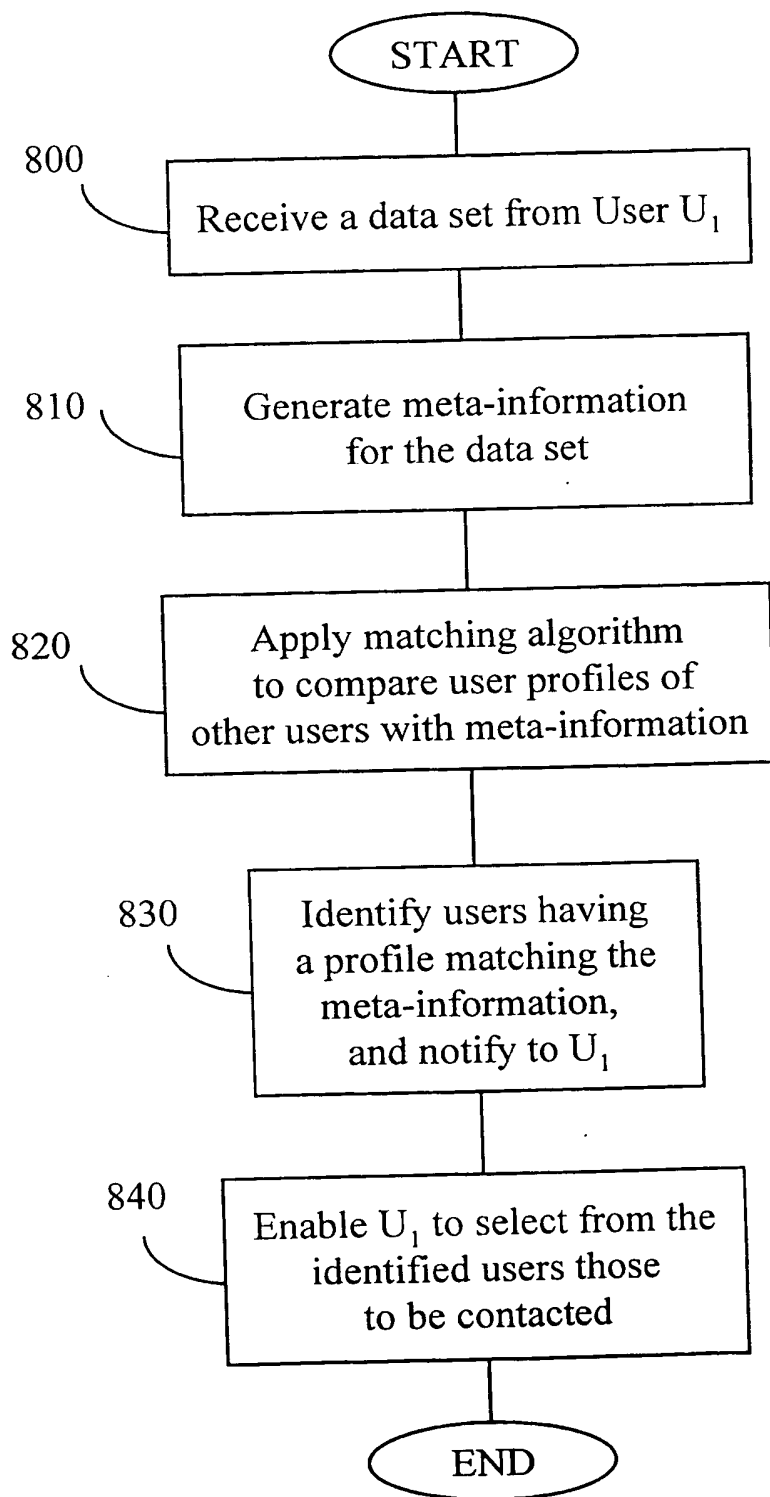 START
800
Receive a data set from User U₁
810
Generate meta-information
for the data set
820
Apply matching algorithm
to compare user profiles of
other users with meta-information
830
Identify users having
a profile matching the
meta-information,
and notify to U₁
840
Enable U₁ to select from the
identified users those
to be contacted
END